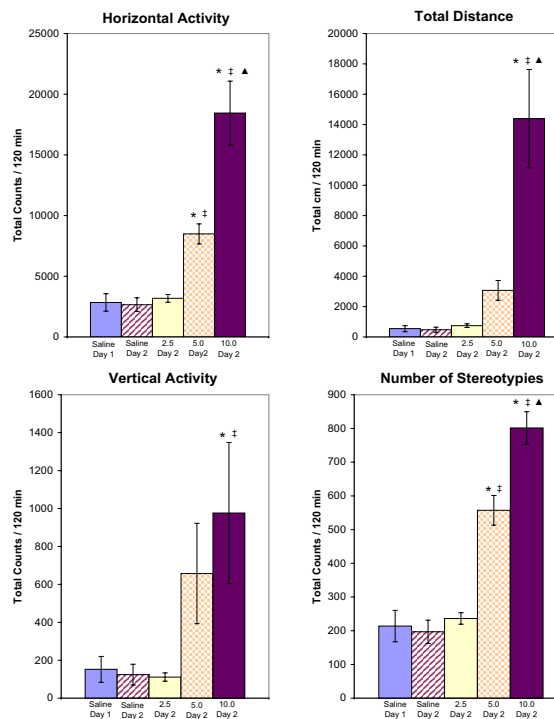 Horizontal Activity
Total Counts / 120 min
25000
20000
15000
10000
5000
0
* ‡
* ‡ ▲
Saline Day 1
Saline Day 2
2.5 Day 2
5.0 Day2
10.0 Day 2
Total Distance
Total cm / 120 min
18000
16000
14000
12000
10000
8000
6000
4000
2000
0
* ‡ ▲
Saline Day 1
Saline Day 2
2.5 Day 2
5.0 Day 2
10.0 Day 2
Vertical Activity
Total Counts / 120 min
1600
1400
1200
1000
800
600
400
200
0
* ‡
Saline Day 1
Saline Day 2
2.5 Day 2
5.0 Day 2
10.0 Day 2
Number of Stereotypies
Total Counts / 120 min
900
800
700
600
500
400
300
200
100
0
* ‡
* ‡ ▲
Saline Day 1
Saline Day 2
2.5 Day 2
5.0 Day 2
10.0 Day 2